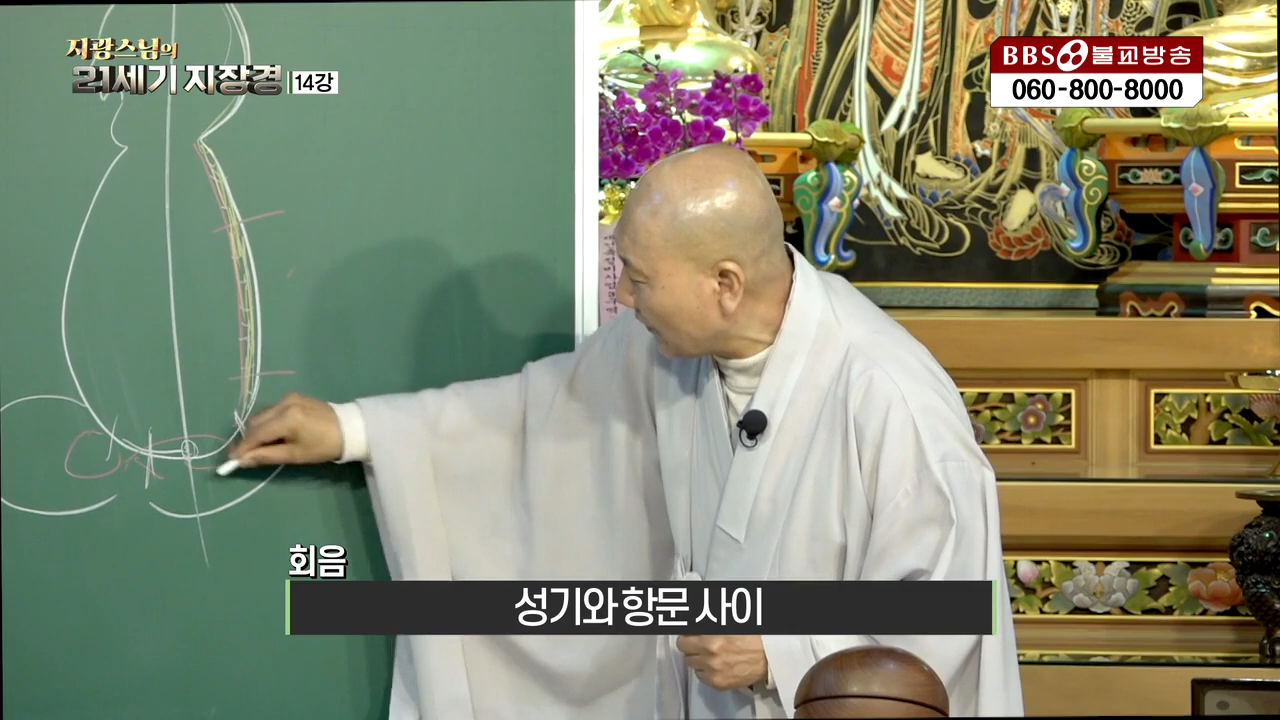 지광스님의
21세기 지장경 14강
BBS 불교방송
060-800-8000
회음
성기와 항문 사이